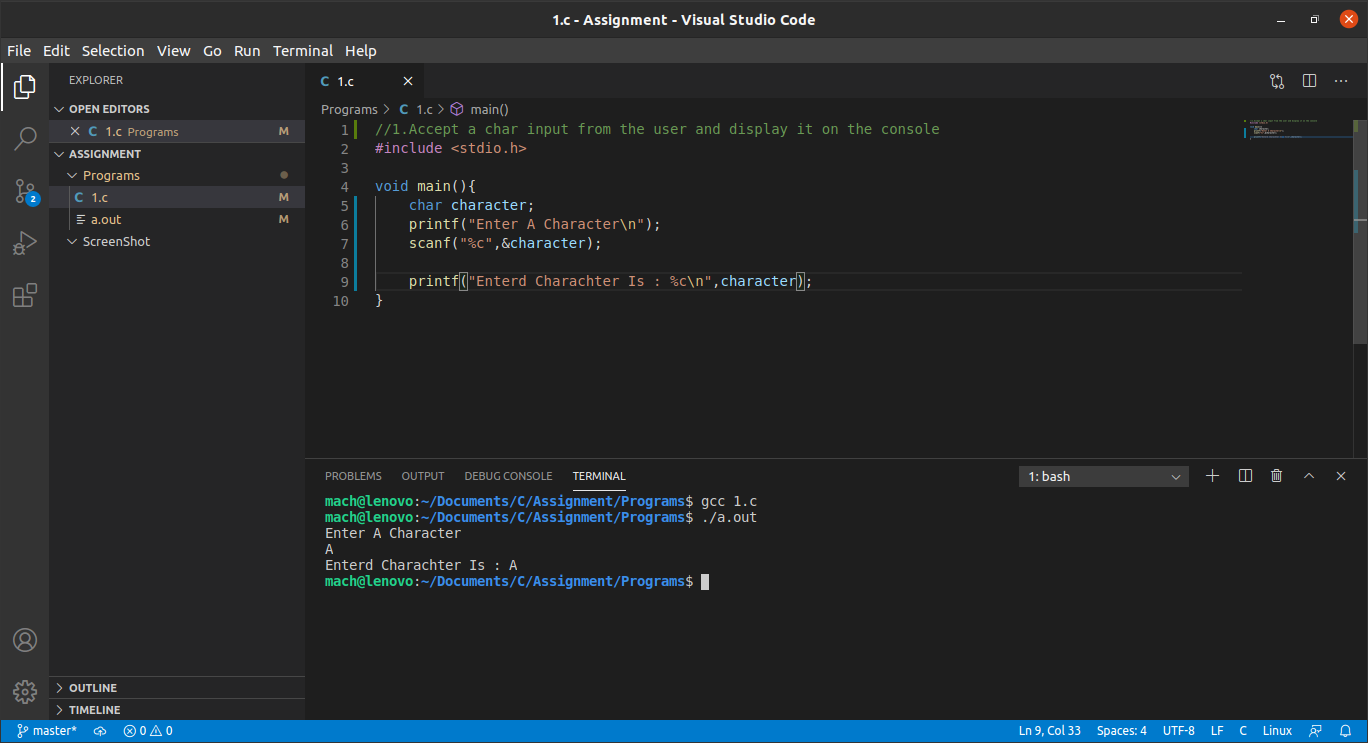 1.c - Assignment - Visual Studio Code
File Edit Selection View Go Run Terminal Help
EXPLORER
OPEN EDITORS
1.c Programs M
ASSIGNMENT
Programs
C 1.c M
a.out M
ScreenShot
OUTLINE
TIMELINE
2
C 1.c
Programs > C 1.c > main()
1 //1.Accept a char input from the user and display it on the console
2 #include <stdio.h>
3
4 void main(){
5 char character;
6 printf("Enter A Character\n");
7 scanf("%c",&character);
8
9 printf("Enterd Charachter Is : %c\n",character);
10 }
PROBLEMS OUTPUT DEBUG CONSOLE TERMINAL 1: bash
mach@lenovo:~/Documents/C/Assignment/Programs$ gcc 1.c
mach@lenovo:~/Documents/C/Assignment/Programs$ ./a.out
Enter A Character
A
Enterd Charachter Is : A
mach@lenovo:~/Documents/C/Assignment/Programs$
master* 0 0 Ln 9, Col 33 Spaces: 4 UTF-8 LF C Linux